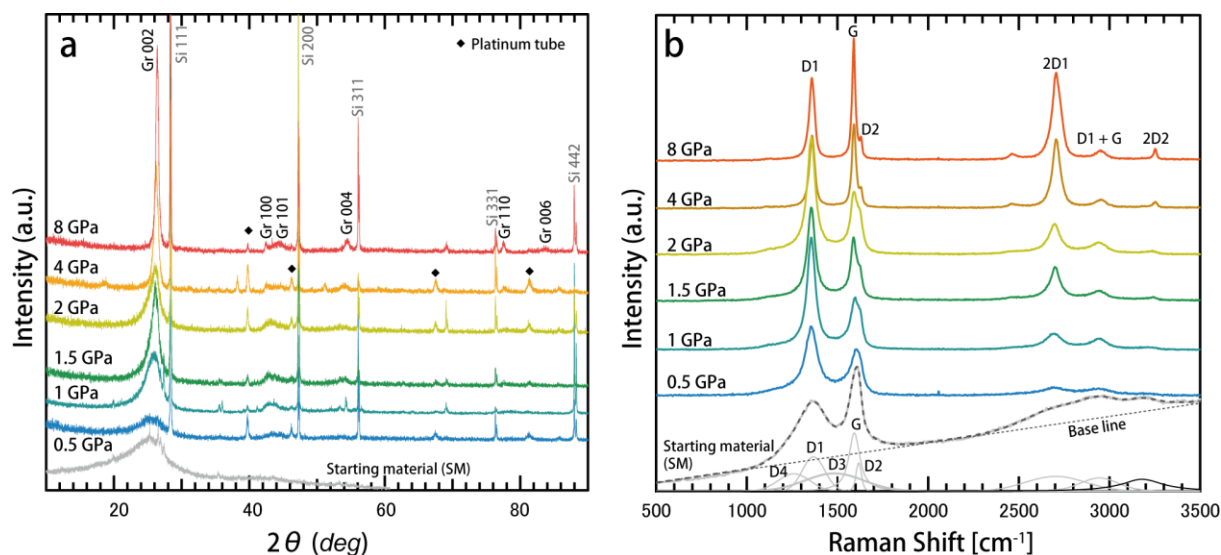 a
Gr 002
Si 111
Si 200
◆ Platinum tube
Si 311
Si 442
Si 331
Gr 100
Gr 101
Gr 004
Gr 110
Gr 006
8 GPa
4 GPa
2 GPa
1.5 GPa
1 GPa
0.5 GPa
Starting material (SM)
Intensity (a.u.)
20 40 60 80
2θ (deg)
b
D1
G
D2
2D1
D1 + G
2D2
8 GPa
4 GPa
2 GPa
1.5 GPa
1 GPa
0.5 GPa
Starting material
(SM)
Base line
G
D1
D3
D4
D2
Intensity (a.u.)
500 1000 1500 2000 2500 3000 3500
Raman Shift [cm⁻¹]